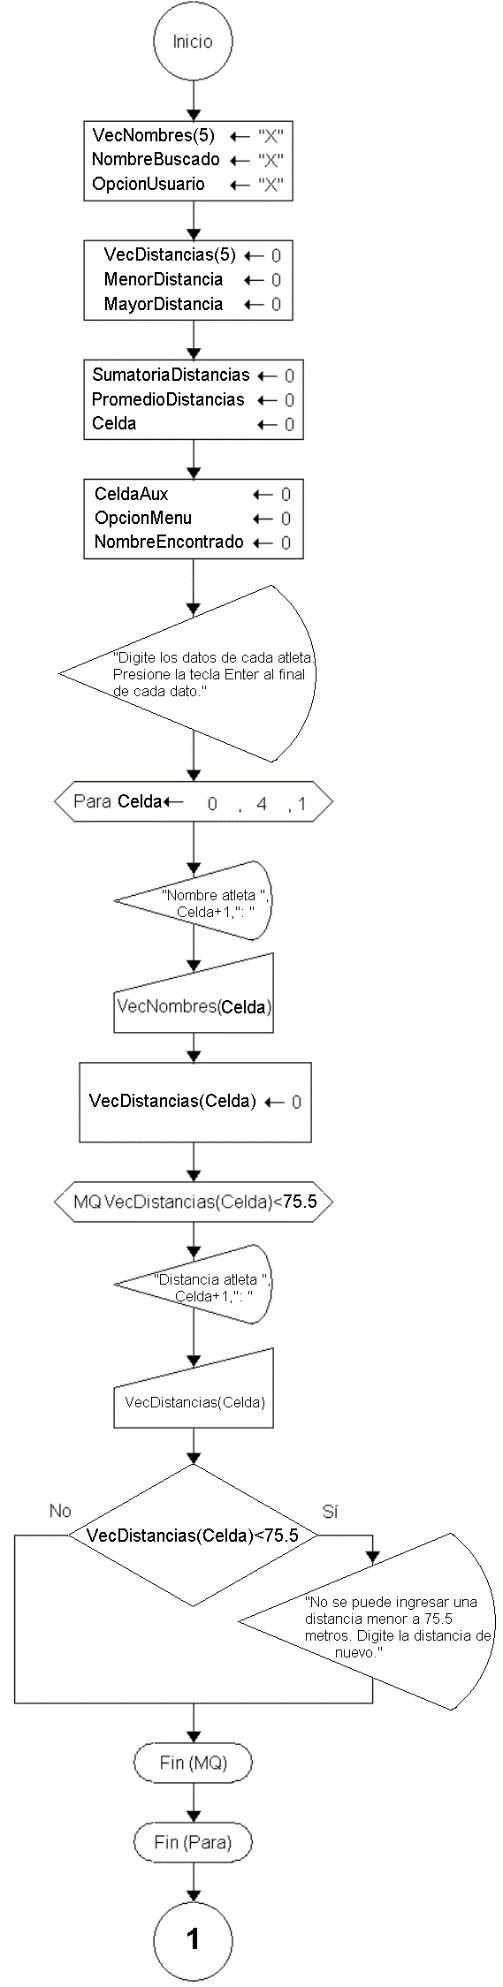 Inicio
VecNombres(5) ← "X"
NombreBuscado ← "X"
OpcionUsuario ← "X"
VecDistancias(5) ← 0
MenorDistancia ← 0
MayorDistancia ← 0
SumatoriaDistancias ← 0
PromedioDistancias ← 0
Celda ← 0
CeldaAux ← 0
OpcionMenu ← 0
NombreEncontrado ← 0
"Digite los datos de cada atleta.
Presione la tecla Enter al final
de cada dato."
Para Celda← 0 , 4 , 1
"Nombre atleta ",
Celda+1,": "
VecNombres(Celda)
VecDistancias(Celda) ← 0
MQ VecDistancias(Celda)<75.5
"Distancia atleta ",
Celda+1,": "
VecDistancias(Celda)
No
Sí
VecDistancias(Celda)<75.5
"No se puede ingresar una
distancia menor a 75.5
metros. Digite la distancia de
nuevo."
Fin (MQ)
Fin (Para)
1